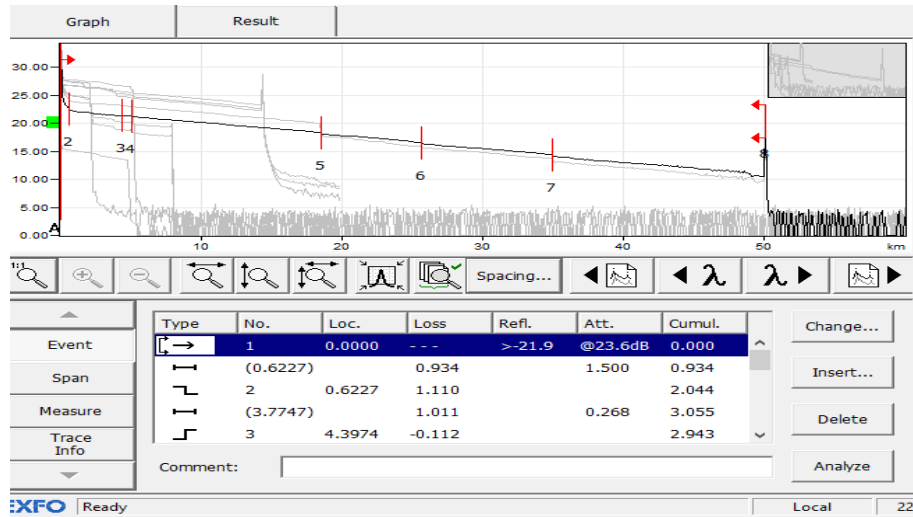 Graph Result
30.00
25.00
20.00
15.00
10.00
5.00
0.00
A
2 3 4 5 6 7 8
10 20 30 40 50 km
1:1 Spacing... λ λ
Type No. Loc. Loss Refl. Att. Cumul.
1 0.0000 --- >-21.9 @23.6dB 0.000
(0.6227) 0.934 1.500 0.934
2 0.6227 1.110 2.044
(3.7747) 1.011 0.268 3.055
3 4.3974 -0.112 2.943
Event
Span
Measure
Trace
Info
Comment:
Change...
Insert...
Delete
Analyze
EXFO Ready Local 22